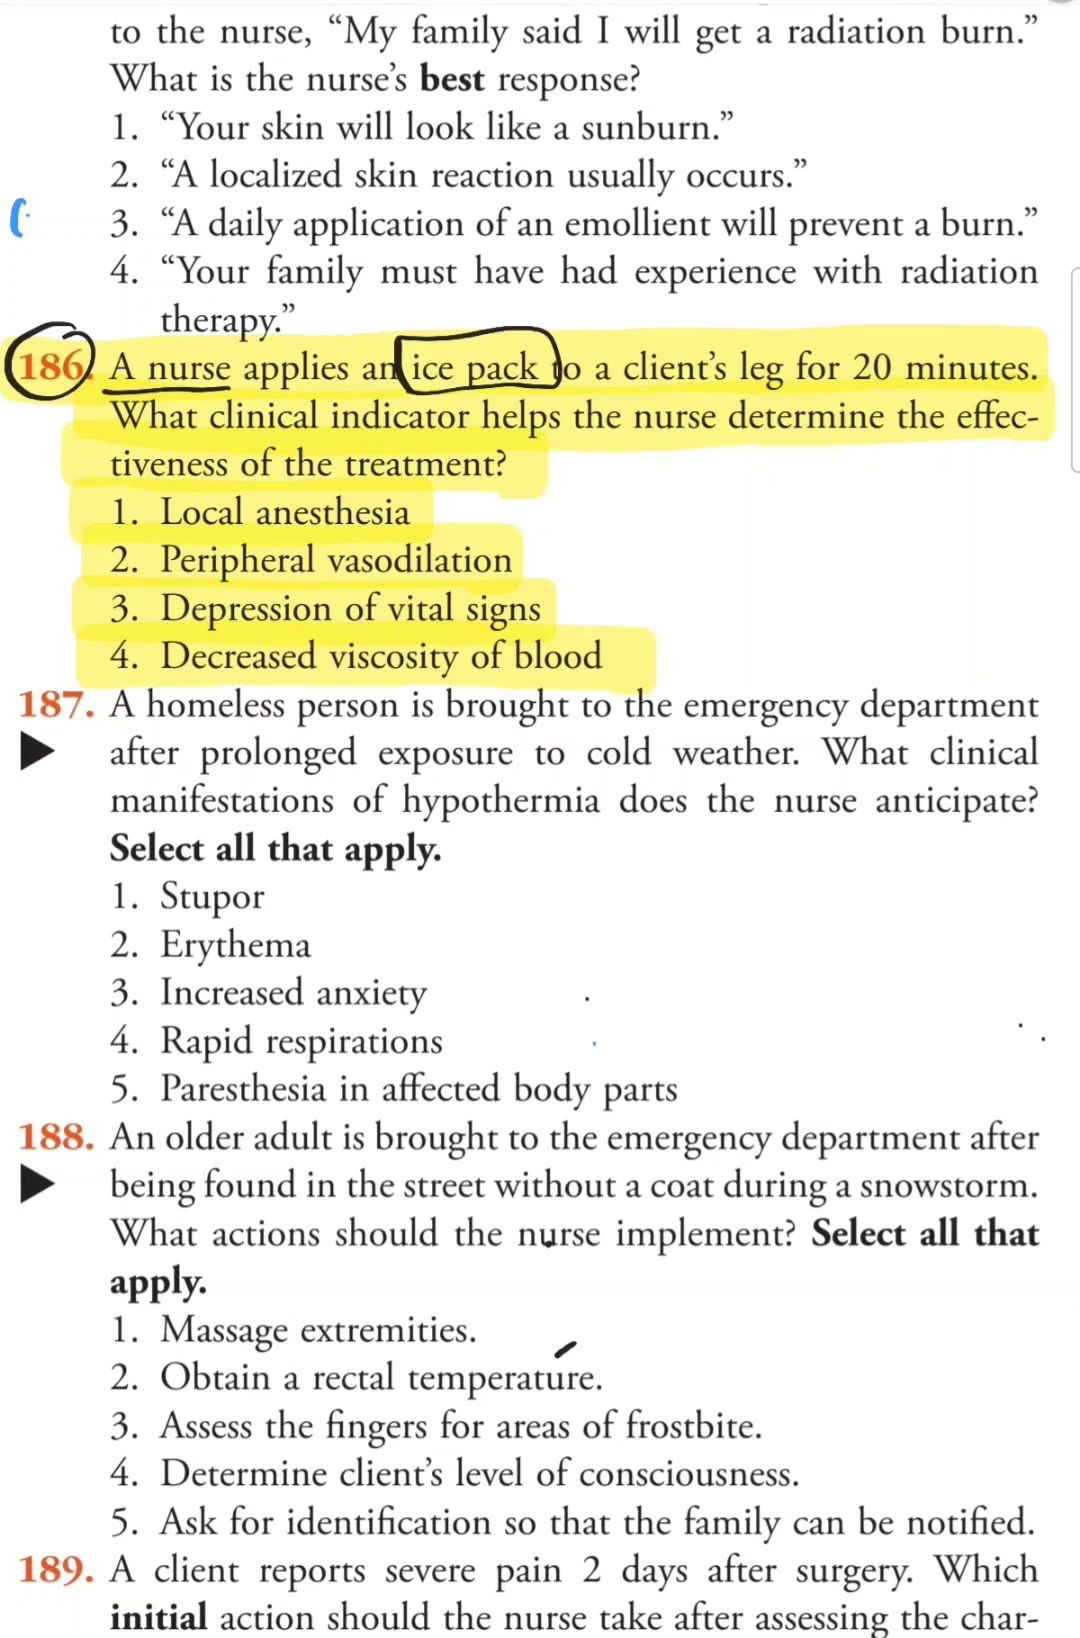 to the nurse, “My family said I will get a radiation burn.”
What is the nurse’s best response?
1. “Your skin will look like a sunburn.”
2. “A localized skin reaction usually occurs.”
3. “A daily application of an emollient will prevent a burn.”
4. “Your family must have had experience with radiation
therapy.”
186. A nurse applies an ice pack to a client’s leg for 20 minutes.
What clinical indicator helps the nurse determine the effec-
tiveness of the treatment?
1. Local anesthesia
2. Peripheral vasodilation
3. Depression of vital signs
4. Decreased viscosity of blood
187. A homeless person is brought to the emergency department
after prolonged exposure to cold weather. What clinical
manifestations of hypothermia does the nurse anticipate?
Select all that apply.
1. Stupor
2. Erythema
3. Increased anxiety
4. Rapid respirations
5. Paresthesia in affected body parts
188. An older adult is brought to the emergency department after
being found in the street without a coat during a snowstorm.
What actions should the nurse implement? Select all that
apply.
1. Massage extremities.
2. Obtain a rectal temperature.
3. Assess the fingers for areas of frostbite.
4. Determine client’s level of consciousness.
5. Ask for identification so that the family can be notified.
189. A client reports severe pain 2 days after surgery. Which
initial action should the nurse take after assessing the char-